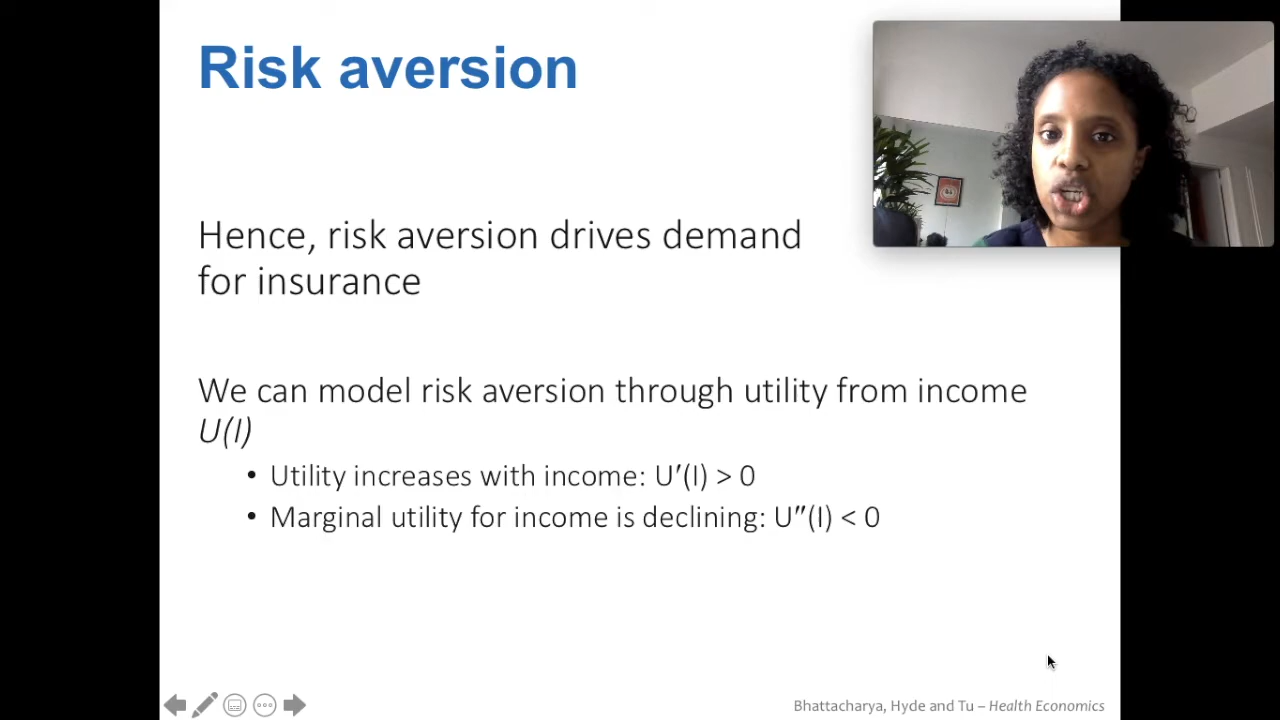 Risk aversion
Hence, risk aversion drives demand
for insurance
We can model risk aversion through utility from income
U(I)
• Utility increases with income: U′(I) > 0
• Marginal utility for income is declining: U″(I) < 0
Bhattacharya, Hyde and Tu – Health Economics